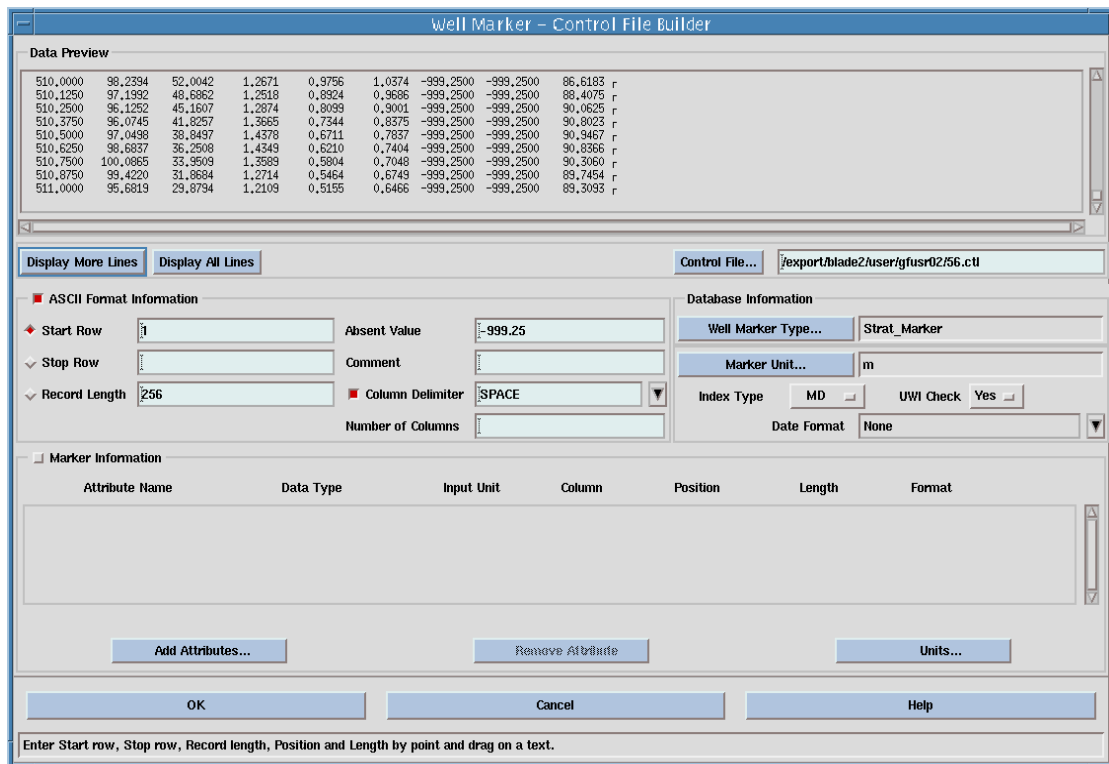 Well Marker - Control File Builder
Data Preview
510.0000 98.2394 52.0042 1.2671 0.9756 1.0374 -999.2500 -999.2500 86.6183 ┌
510.1250 97.1992 48.6862 1.2518 0.8924 0.9686 -999.2500 -999.2500 88.4075 ┌
510.2500 96.1252 45.1607 1.2874 0.8099 0.9001 -999.2500 -999.2500 90.0625 ┌
510.3750 96.0745 41.8257 1.3665 0.7344 0.8375 -999.2500 -999.2500 90.8023 ┌
510.5000 97.0498 38.8497 1.4378 0.6711 0.7837 -999.2500 -999.2500 90.9467 ┌
510.6250 98.6837 36.2508 1.4349 0.6210 0.7404 -999.2500 -999.2500 90.8366 ┌
510.7500 100.0865 33.9509 1.3589 0.5804 0.7048 -999.2500 -999.2500 90.3060 ┌
510.8750 99.4220 31.8684 1.2714 0.5464 0.6749 -999.2500 -999.2500 89.7454 ┌
511.0000 95.6819 29.8794 1.2109 0.5155 0.6466 -999.2500 -999.2500 89.3093 ┌
Display More Lines Display All Lines Control File... /export/blade2/user/gfusr02/56.ctl
ASCII Format Information
Start Row 1 Absent Value -999.25
Stop Row Comment
Record Length 256 Column Delimiter SPACE
Number of Columns
Database Information
Well Marker Type... Strat_Marker
Marker Unit... m
Index Type MD UWI Check Yes
Date Format None
Marker Information
Attribute Name Data Type Input Unit Column Position Length Format
Add Attributes... Remove Attribute Units...
OK Cancel Help
Enter Start row, Stop row, Record length, Position and Length by point and drag on a text.